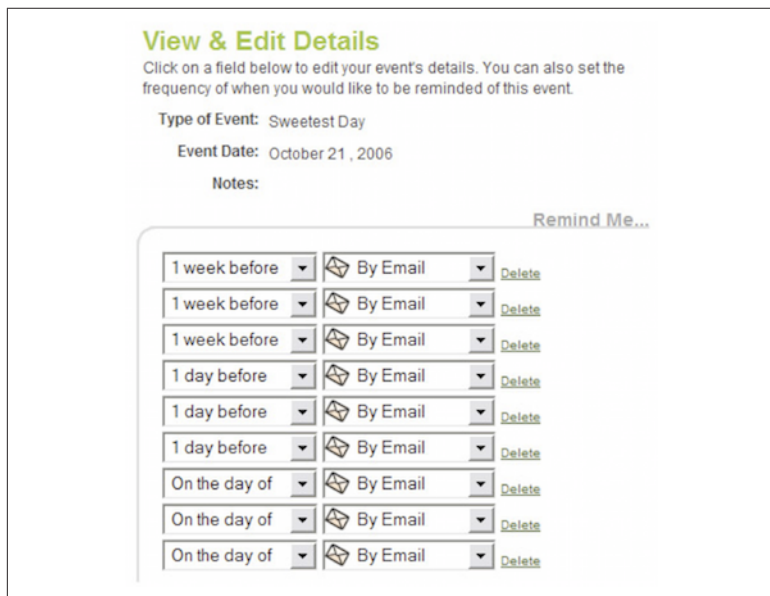 View & Edit Details
Click on a field below to edit your event's details. You can also set the
frequency of when you would like to be reminded of this event.
Type of Event: Sweetest Day
Event Date: October 21 , 2006
Notes:
Remind Me...
1 week before By Email Delete
1 week before By Email Delete
1 week before By Email Delete
1 day before By Email Delete
1 day before By Email Delete
1 day before By Email Delete
On the day of By Email Delete
On the day of By Email Delete
On the day of By Email Delete